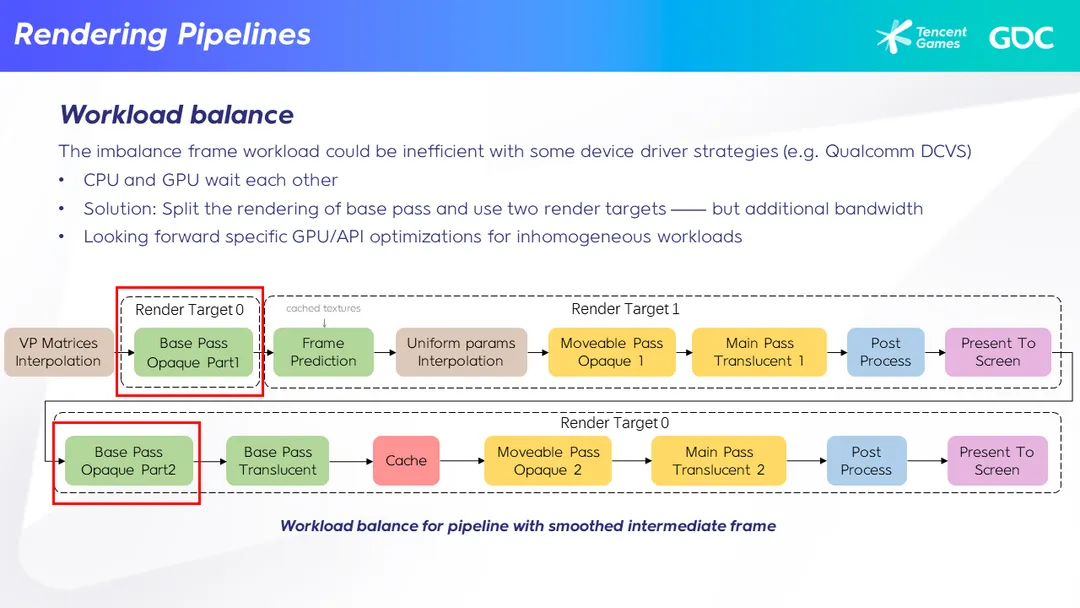 Rendering Pipelines
Tencent
Games
GDC
Workload balance
The imbalance frame workload could be inefficient with some device driver strategies (e.g. Qualcomm DCVS)
• CPU and GPU wait each other
• Solution: Split the rendering of base pass and use two render targets —— but additional bandwidth
• Looking forward specific GPU/API optimizations for inhomogeneous workloads
Render Target 0
cached textures
Render Target 1
VP Matrices
Interpolation
Base Pass
Opaque Part1
Frame
Prediction
Uniform params
Interpolation
Moveable Pass
Opaque 1
Main Pass
Translucent 1
Post
Process
Present To
Screen
Render Target 0
Base Pass
Opaque Part2
Base Pass
Translucent
Cache
Moveable Pass
Opaque 2
Main Pass
Translucent 2
Post
Process
Present To
Screen
Workload balance for pipeline with smoothed intermediate frame